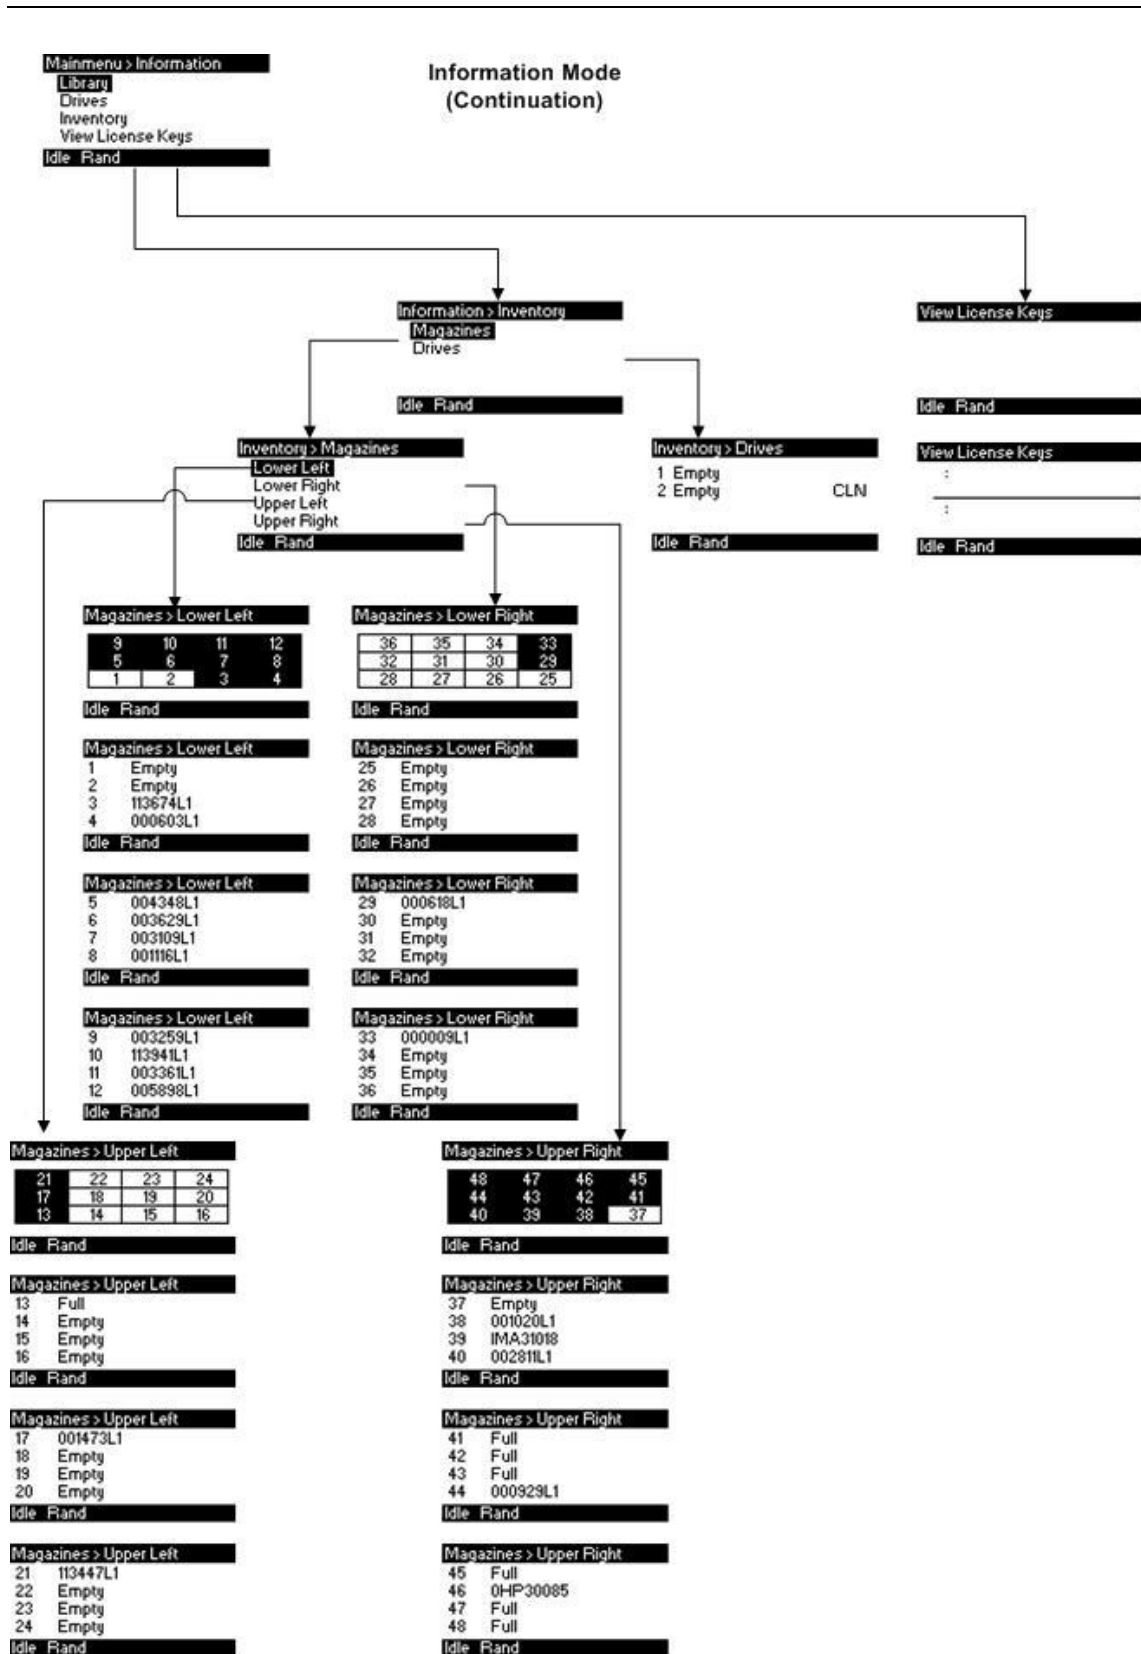 Mainmenu > Information
Library
Drives
Inventory
View License Keys
Idle Rand
Information Mode
(Continuation)
Information > Inventory
Magazines
Drives
Idle Rand
View License Keys
Idle Rand
View License Keys
:
:
Idle Rand
Inventory > Magazines
Lower Left
Lower Right
Upper Left
Upper Right
Idle Rand
Inventory > Drives
1 Empty
2 Empty CLN
Idle Rand
Magazines > Lower Left
9 10 11 12
5 6 7 8
1 2 3 4
Idle Rand
Magazines > Lower Left
1 Empty
2 Empty
3 113674L1
4 000603L1
Idle Rand
Magazines > Lower Left
5 004348L1
6 003629L1
7 003109L1
8 001116L1
Idle Rand
Magazines > Lower Left
9 003259L1
10 113941L1
11 003361L1
12 005898L1
Idle Rand
Magazines > Lower Right
36 35 34 33
32 31 30 29
28 27 26 25
Idle Rand
Magazines > Lower Right
25 Empty
26 Empty
27 Empty
28 Empty
Idle Rand
Magazines > Lower Right
29 000618L1
30 Empty
31 Empty
32 Empty
Idle Rand
Magazines > Lower Right
33 000009L1
34 Empty
35 Empty
36 Empty
Idle Rand
Magazines > Upper Left
21 22 23 24
17 18 19 20
13 14 15 16
Idle Rand
Magazines > Upper Left
13 Full
14 Empty
15 Empty
16 Empty
Idle Rand
Magazines > Upper Left
17 001473L1
18 Empty
19 Empty
20 Empty
Idle Rand
Magazines > Upper Left
21 113447L1
22 Empty
23 Empty
24 Empty
Idle Rand
Magazines > Upper Right
48 47 46 45
44 43 42 41
40 39 38 37
Idle Rand
Magazines > Upper Right
37 Empty
38 001020L1
39 IMA31018
40 002811L1
Idle Rand
Magazines > Upper Right
41 Full
42 Full
43 Full
44 000929L1
Idle Rand
Magazines > Upper Right
45 Full
46 0HP30085
47 Full
48 Full
Idle Rand